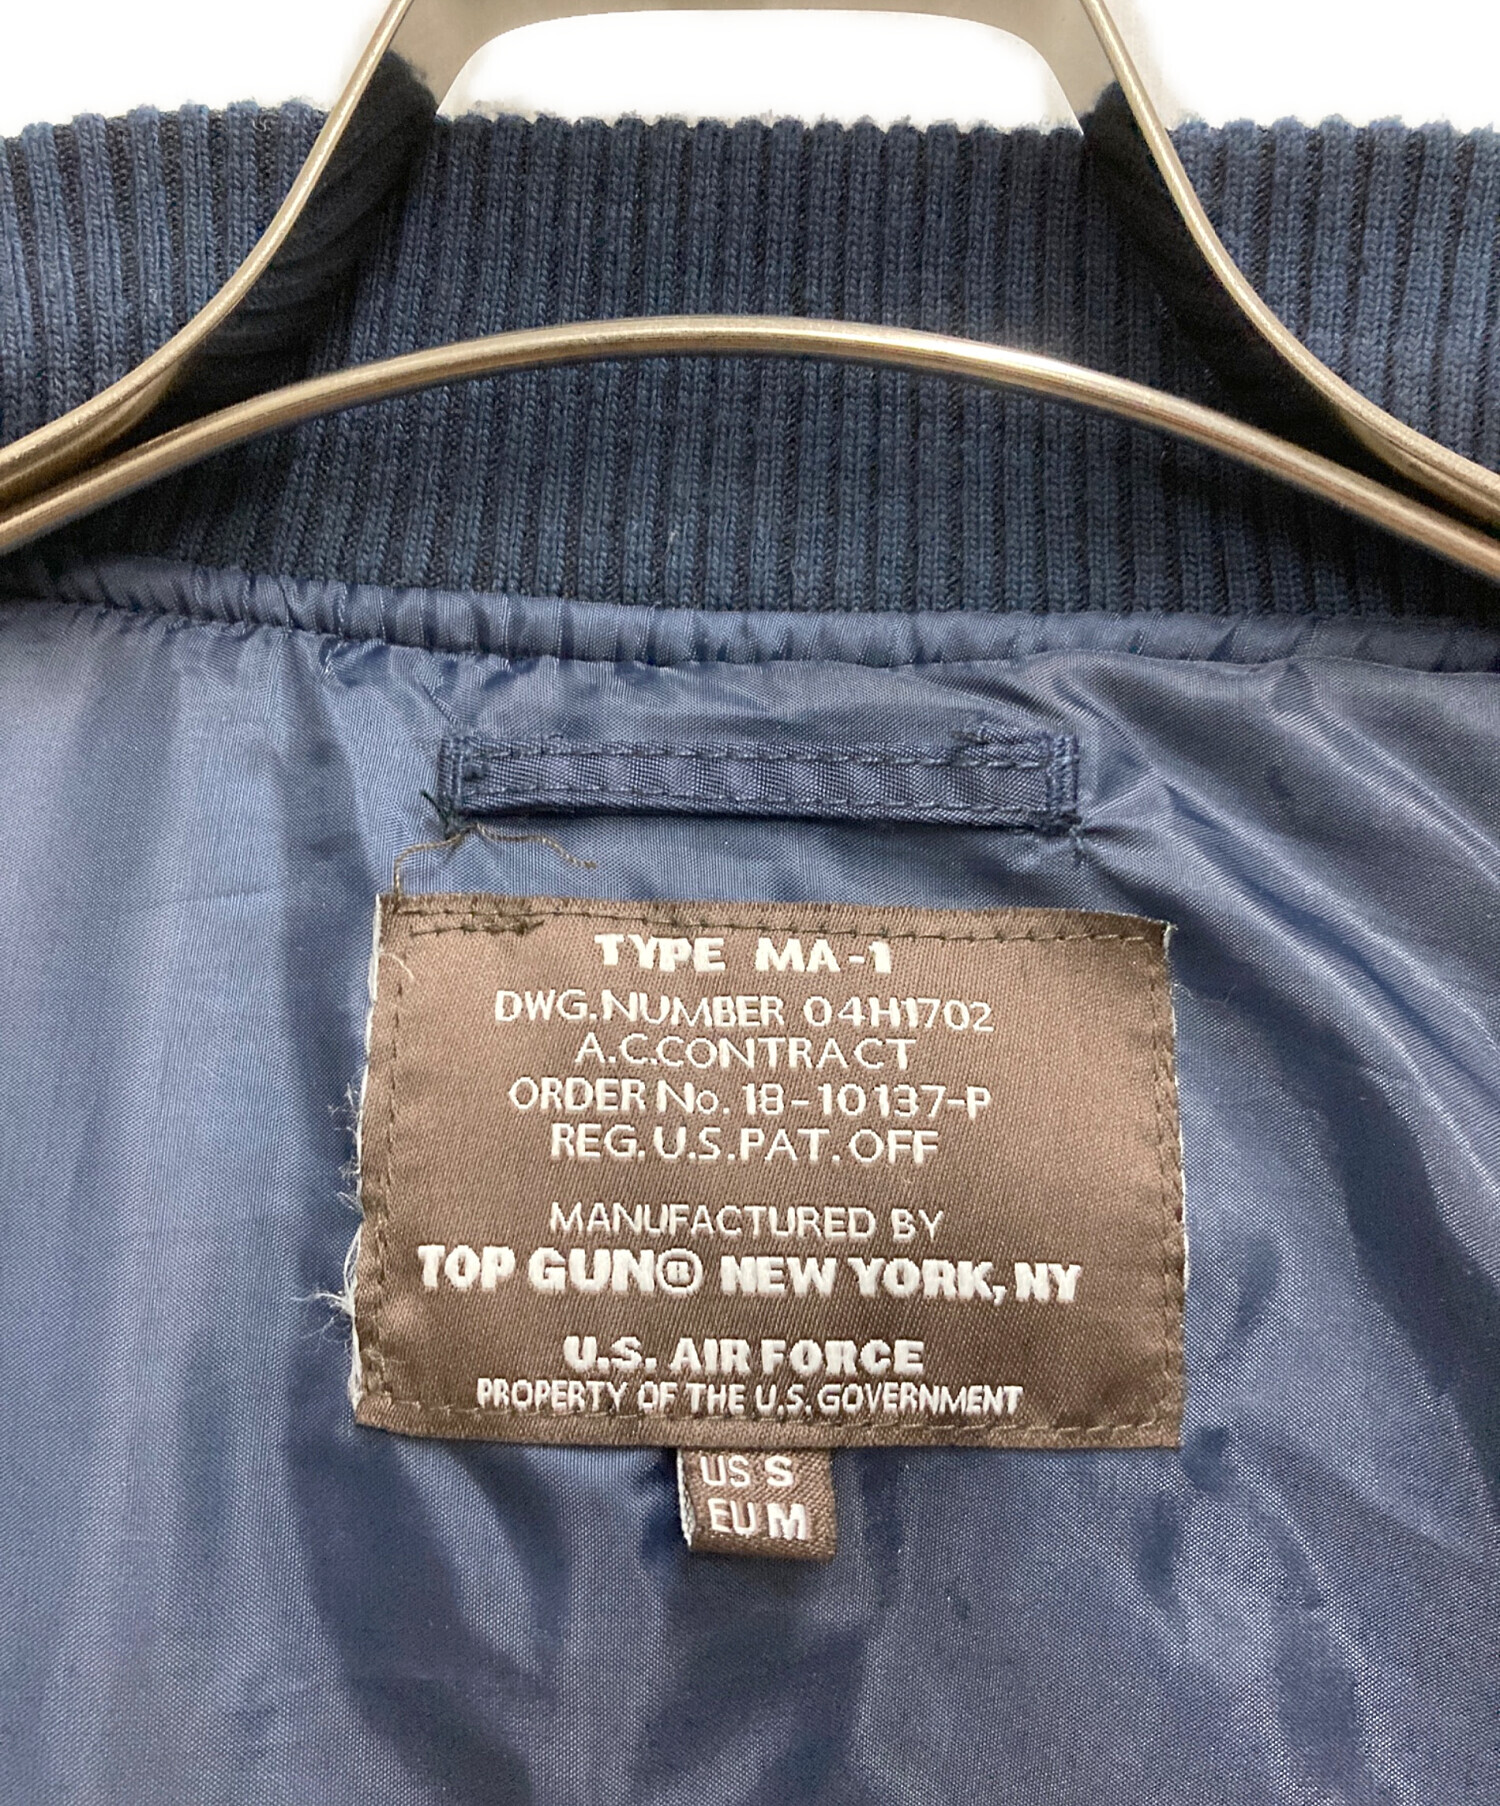 TYPE MA-1
DWG.NUMBER 04H1702
A.C.CONTRACT
ORDER No. 18-10137-P
REG. U.S.PAT. OFF
MANUFACTURED BY
TOP GUN® NEW YORK, NY
U.S. AIR FORCE
PROPERTY OF THE U.S. GOVERNMENT
US S
EU M